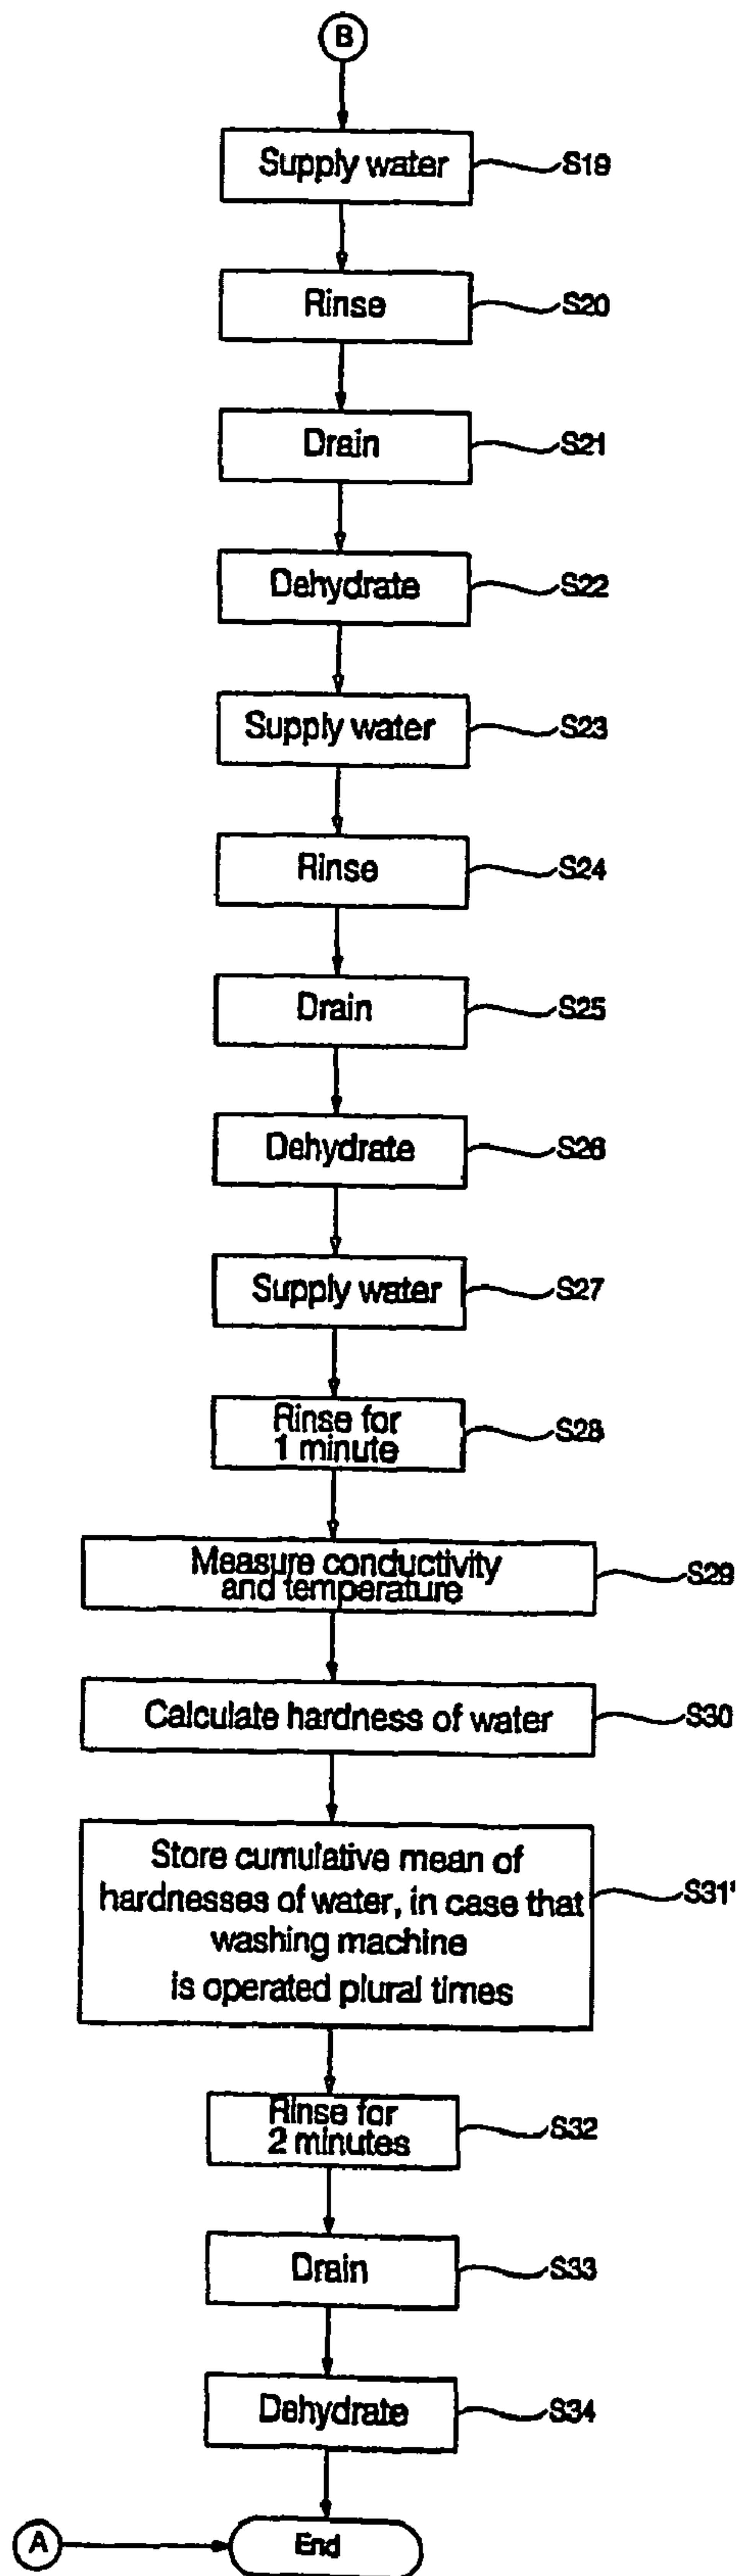 B
Supply water
S19
Rinse
S20
Drain
S21
Dehydrate
S22
Supply water
S23
Rinse
S24
Drain
S25
Dehydrate
S26
Supply water
S27
Rinse for
1 minute
S28
Measure conductivity
and temperature
S29
Calculate hardness of water
S30
Store cumulative mean of
hardnesses of water, in case that
washing machine
is operated plural times
S31'
Rinse for
2 minutes
S32
Drain
S33
Dehydrate
S34
A
End